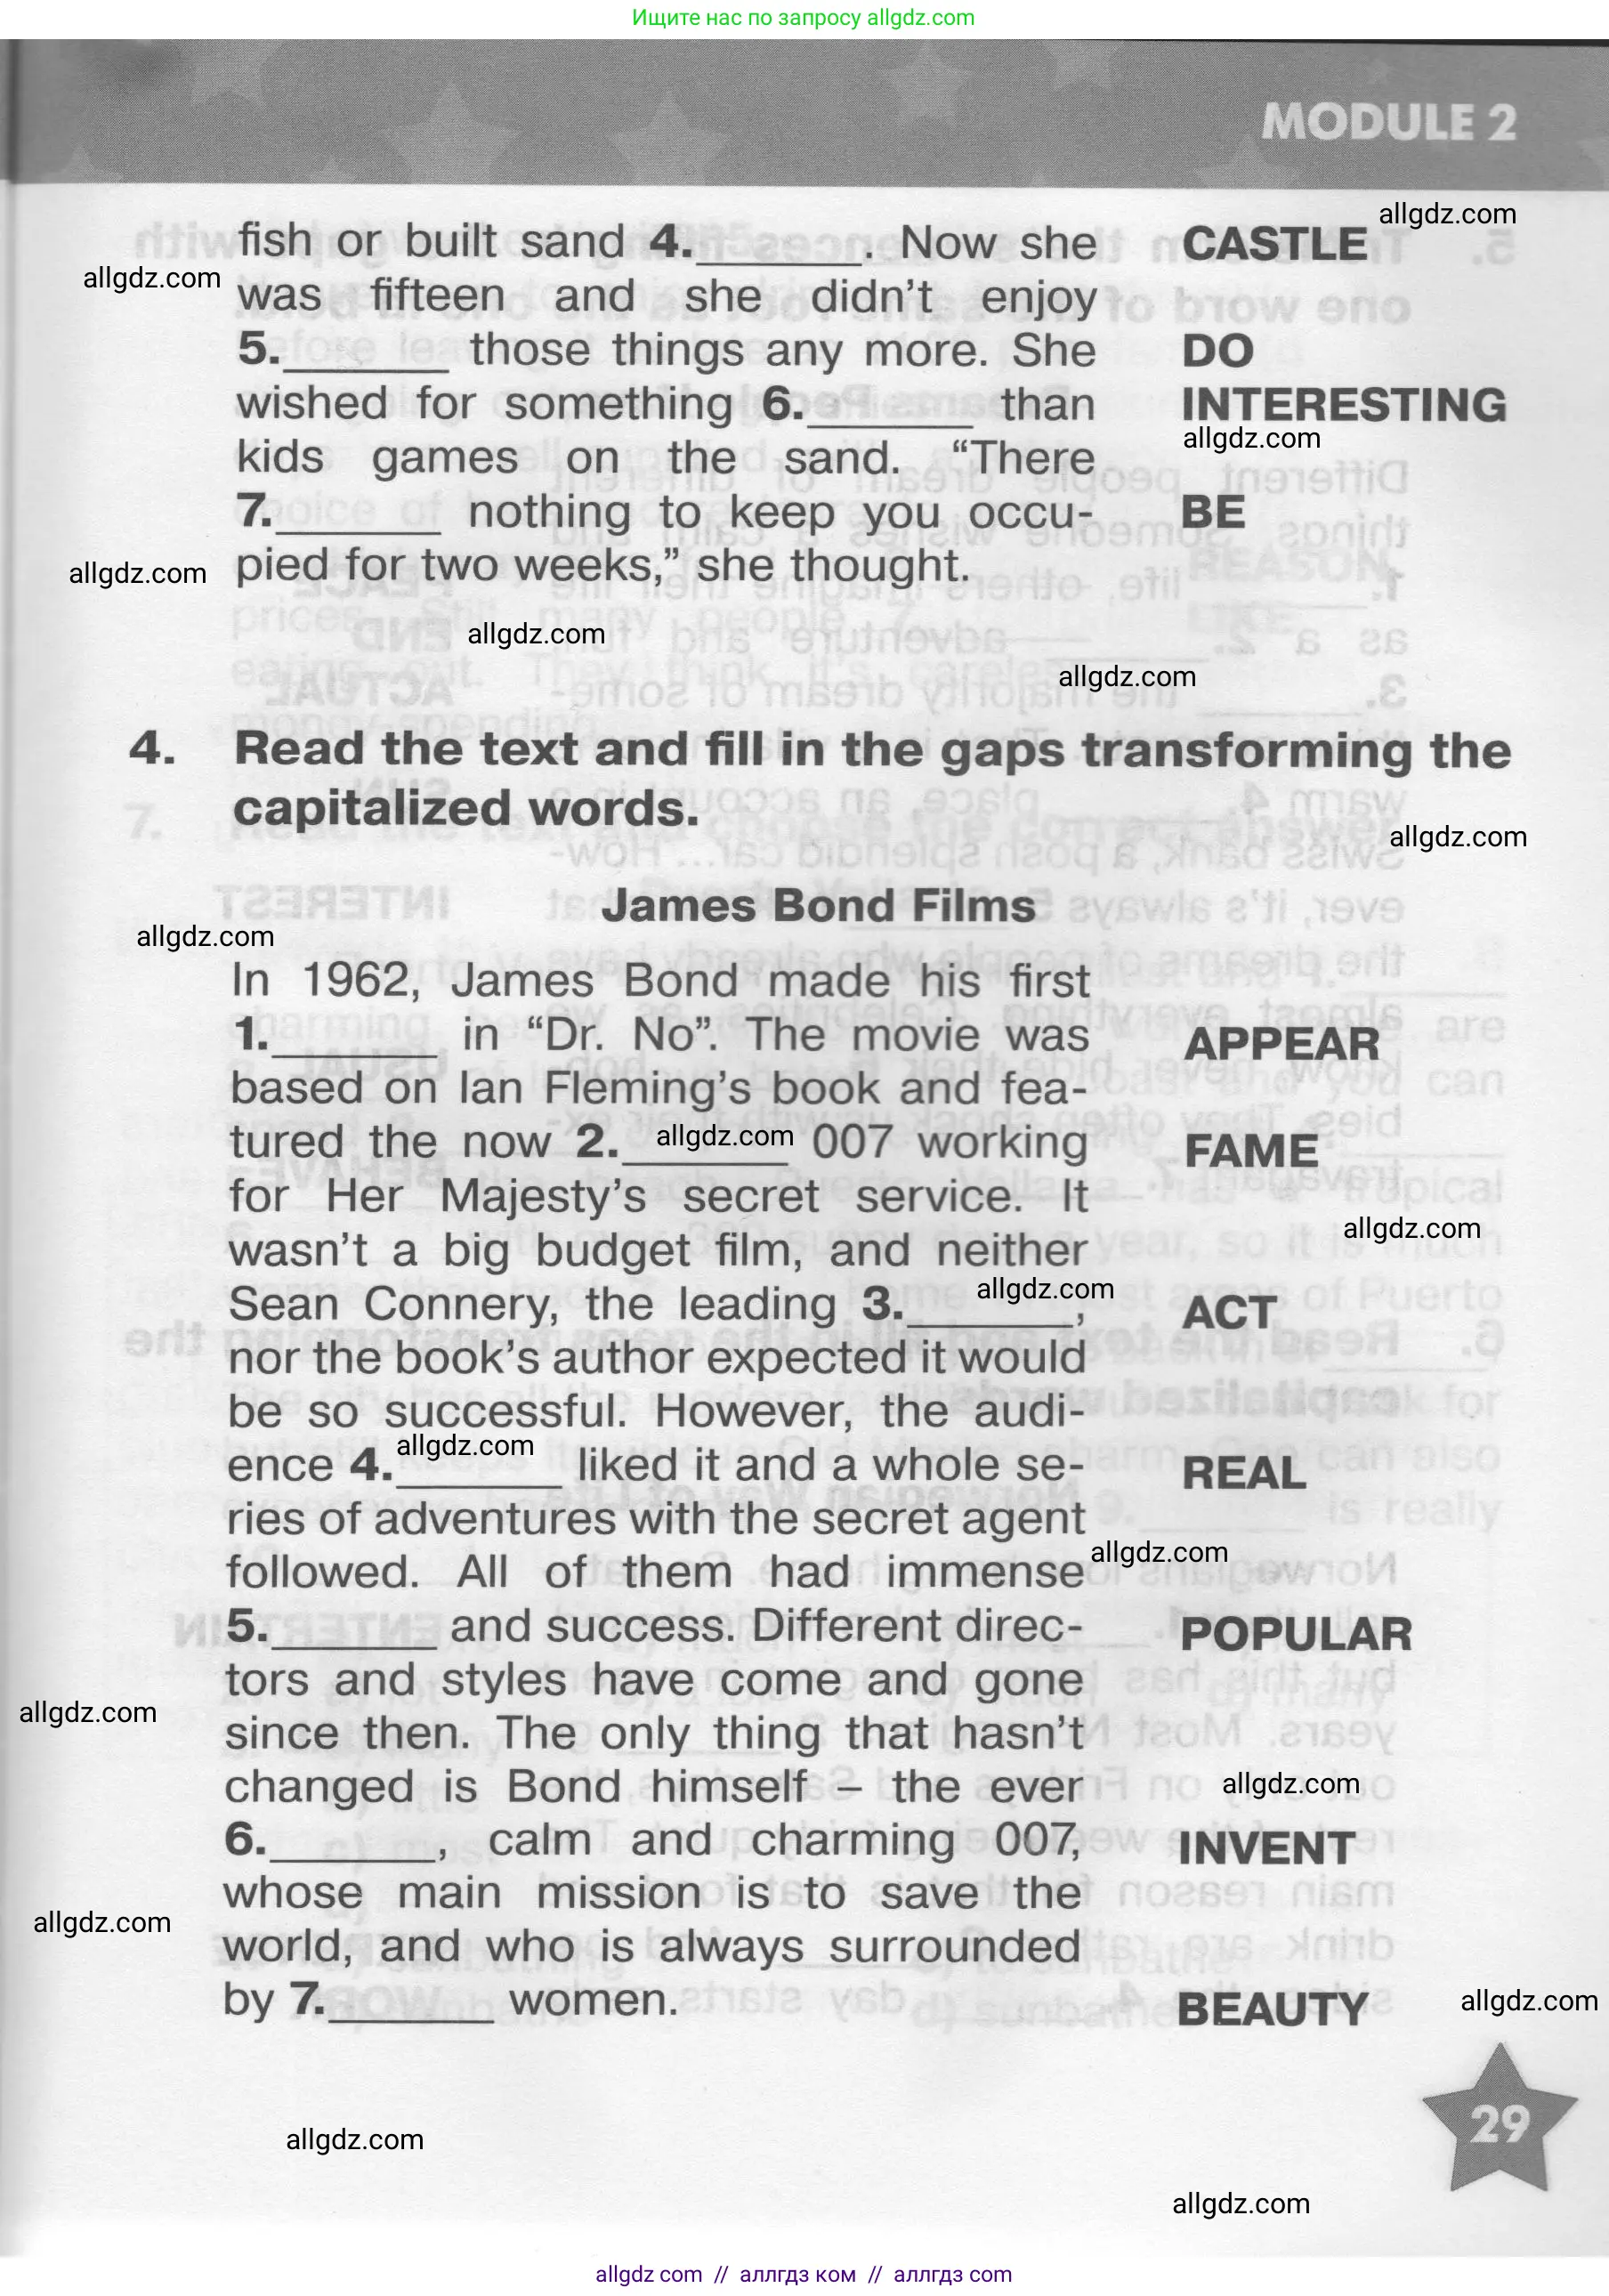 Ищите нас по запросу allgdz.com
MODULE 2
allgdz.com
fish or built sand 4.______. Now she CASTLE
allgdz.com
was fifteen and she didn't enjoy
5.______ those things any more. She DO
wished for something 6.______ than INTERESTING
allgdz.com
kids games on the sand. “There
7.______ nothing to keep you occu- BE
allgdz.com
pied for two weeks,” she thought.
allgdz.com
allgdz.com
4. Read the text and fill in the gaps transforming the
capitalized words.
allgdz.com
James Bond Films
allgdz.com
In 1962, James Bond made his first
1.______ in “Dr. No”. The movie was APPEAR
based on Ian Fleming's book and fea-
tured the now 2.______ 007 working FAME
allgdz.com
for Her Majesty's secret service. It
allgdz.com
wasn't a big budget film, and neither
allgdz.com
Sean Connery, the leading 3.______, ACT
nor the book's author expected it would
be so successful. However, the audi-
allgdz.com
ence 4.______ liked it and a whole se- REAL
ries of adventures with the secret agent
allgdz.com
followed. All of them had immense
5.______ and success. Different direc- POPULAR
tors and styles have come and gone
allgdz.com
since then. The only thing that hasn't
changed is Bond himself – the ever
allgdz.com
6.______, calm and charming 007, INVENT
whose main mission is to save the
allgdz.com
world, and who is always surrounded
by 7.______ women. BEAUTY
allgdz.com
29
allgdz.com
allgdz.com
allgdz com // аллгдз ком // аллгдз com